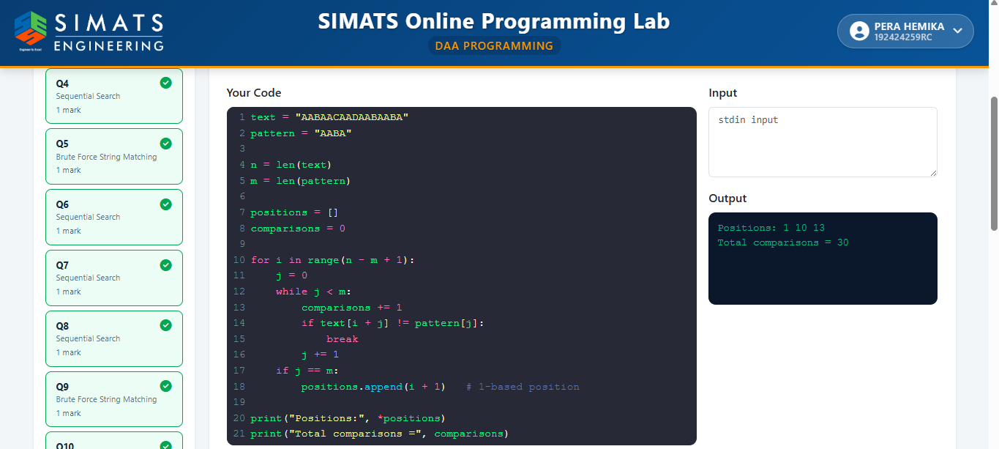 SIMATS
ENGINEERING
Engineer to Excel
SIMATS Online Programming Lab
DAA PROGRAMMING
PERA HEMIKA
192424259RC
Q4
Sequential Search
1 mark
Q5
Brute Force String Matching
1 mark
Q6
Sequential Search
1 mark
Q7
Sequential Search
1 mark
Q8
Sequential Search
1 mark
Q9
Brute Force String Matching
1 mark
Q10
Your Code
1 text = "AABAACAADAABAABA"
2 pattern = "AABA"
3
4 n = len(text)
5 m = len(pattern)
6
7 positions = []
8 comparisons = 0
9
10 for i in range(n - m + 1):
11     j = 0
12     while j < m:
13         comparisons += 1
14         if text[i + j] != pattern[j]:
15             break
16         j += 1
17     if j == m:
18         positions.append(i + 1)   # 1-based position
19
20 print("Positions:", *positions)
21 print("Total comparisons =", comparisons)
Input
stdin input
Output
Positions: 1 10 13
Total comparisons = 30